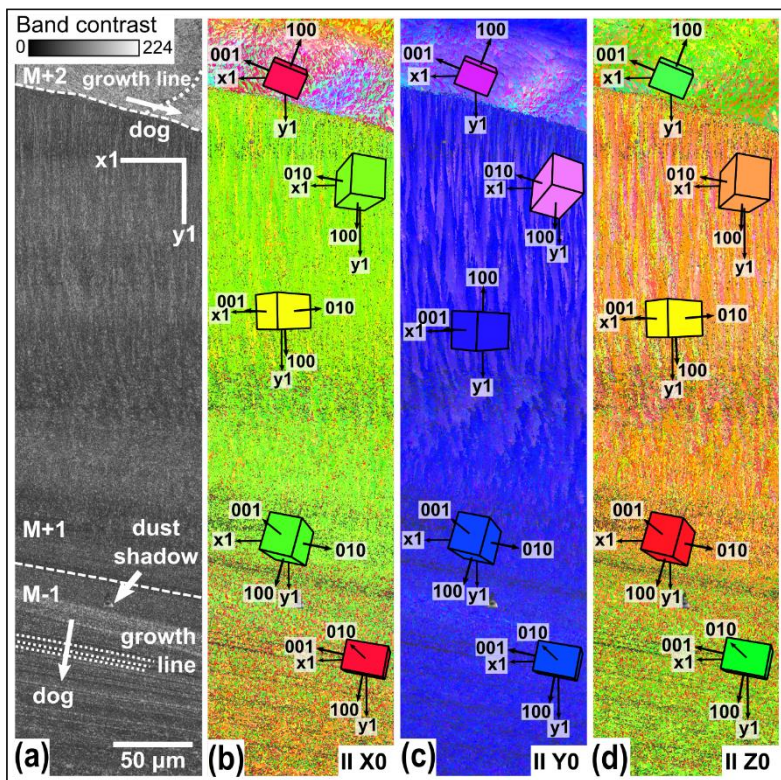 Band contrast
0 224
M+2
growth line
dog
x1
y1
M+1
dust
shadow
M-1
growth
line
dog
50 µm
(a)
100
001
x1
y1
010
x1
100
y1
001
010
x1
100
y1
001
x1
010
100
y1
010
001
x1
100
y1
(b)
II X0
100
001
x1
y1
010
x1
100
y1
100
001
x1
y1
001
x1
010
100
y1
010
001
x1
100
y1
(c)
II Y0
100
001
x1
y1
010
x1
100
y1
001
010
x1
100
y1
001
x1
010
100
y1
010
001
x1
100
y1
(d)
II Z0